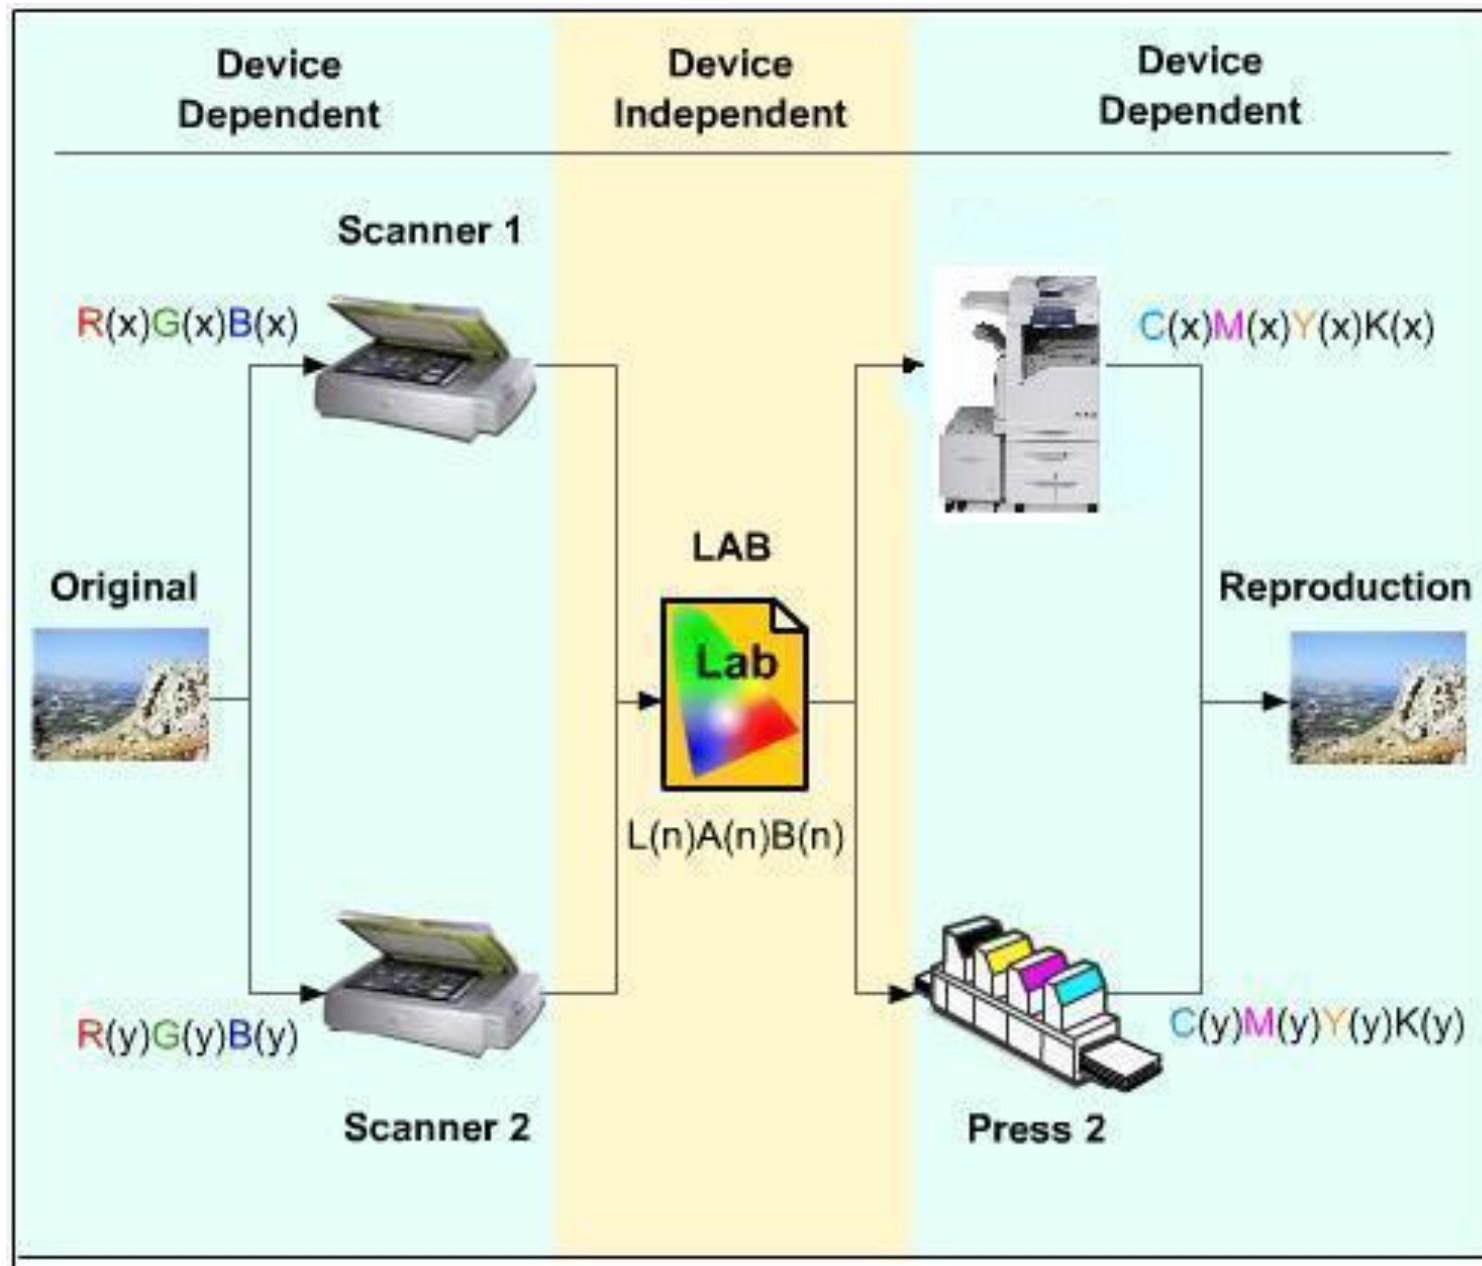 Device
Dependent
Device
Independent
Device
Dependent
Scanner 1
R(x)G(x)B(x)
C(x)M(x)Y(x)K(x)
LAB
Original
Reproduction
Lab
L(n)A(n)B(n)
R(y)G(y)B(y)
C(y)M(y)Y(y)K(y)
Scanner 2
Press 2